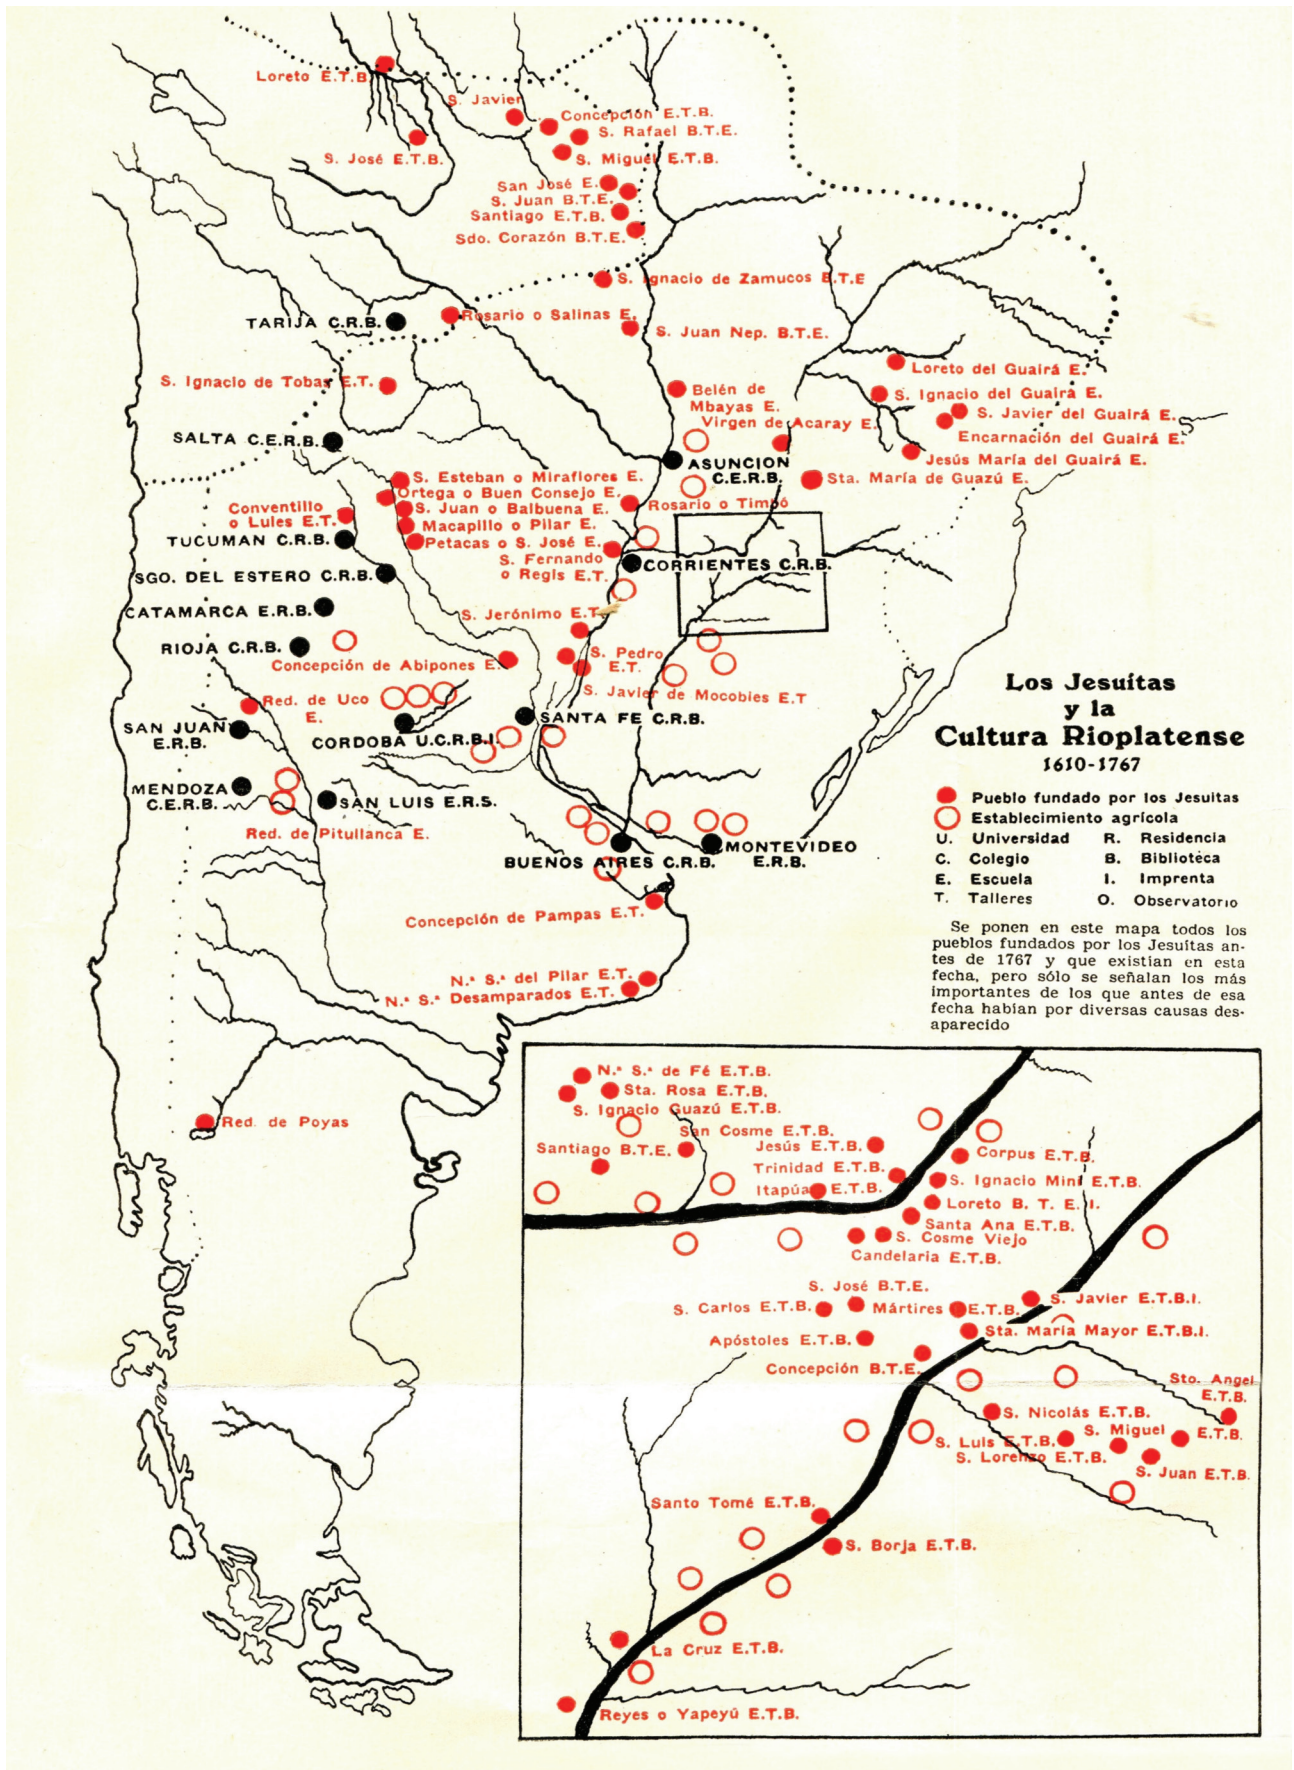 Loreto E.T.B.
S. Javier
Concepción E.T.B.
S. Rafael B.T.E.
S. José E.T.B.
S. Miguel E.T.B.
San José E.
S. Juan B.T.E.
Santiago E.T.B.
Sdo. Corazón B.T.E.
S. Ignacio de Zamucos B.T.E
TARIJA C.R.B.
Rosario o Salinas E.
S. Juan Nep. B.T.E.
S. Ignacio de Tobas E.T.
Loreto del Guairá E.
Belén de
Mbayas E.
S. Ignacio del Guairá E.
S. Javier del Guairá E.
Virgen de Acaray E.
Encarnación del Guairá E.
SALTA C.E.R.B.
Jesús María del Guairá E.
ASUNCION
C.E.R.B.
S. Esteban o Miraflores E.
Sta. María de Guazú E.
Ortega o Buen Consejo E.
Rosario o Timbó
Conventillo
o Lules E.T.
S. Juan o Balbuena E.
Macapillo o Pilar E.
TUCUMAN C.R.B.
Petacas o S. José E.
S. Fernando
o Regis E.T.
CORRIENTES C.R.B.
SGO. DEL ESTERO C.R.B.
CATAMARCA E.R.B.
S. Jerónimo E.T
RIOJA C.R.B.
S. Pedro
E.T.
Concepción de Abipones E.
S. Javier de Mocobies E.T
Red. de Uco
E.
SANTA FE C.R.B.
SAN JUAN
E.R.B.
CORDOBA U.C.R.B.I.
MENDOZA
C.E.R.B.
SAN LUIS E.R.S.
Red. de Pitullanca E.
BUENOS AIRES C.R.B.
MONTEVIDEO
E.R.B.
Concepción de Pampas E.T.
N.ª S.ª del Pilar E.T.
N.ª S.ª Desamparados E.T.
Red. de Poyas
Los Jesuítas
y la
Cultura Rioplatense
1610-1767
Pueblo fundado por los Jesuitas
Establecimiento agrícola
U. Universidad R. Residencia
C. Colegio B. Biblioteca
E. Escuela I. Imprenta
T. Talleres O. Observatorio
Se ponen en este mapa todos los
pueblos fundados por los Jesuítas an-
tes de 1767 y que existían en esta
fecha, pero sólo se señalan los más
importantes de los que antes de esa
fecha habían por diversas causas des-
aparecido
N.ª S.ª de Fé E.T.B.
Sta. Rosa E.T.B.
S. Ignacio Guazú E.T.B.
San Cosme E.T.B.
Santiago B.T.E.
Jesús E.T.B.
Corpus E.T.B.
Trinidad E.T.B.
S. Ignacio Miní E.T.B.
Itapúa E.T.B.
Loreto B. T. E. I.
Santa Ana E.T.B.
S. Cosme Viejo
Candelaria E.T.B.
S. José B.T.E.
S. Javier E.T.B.I.
S. Carlos E.T.B.
Mártires E.T.B.
Sta. María Mayor E.T.B.I.
Apóstoles E.T.B.
Concepción B.T.E.
Sto. Angel
E.T.B.
S. Nicolás E.T.B.
S. Miguel E.T.B.
S. Luis E.T.B.
S. Lorenzo E.T.B.
S. Juan E.T.B.
Santo Tomé E.T.B.
S. Borja E.T.B.
La Cruz E.T.B.
Reyes o Yapeyú E.T.B.